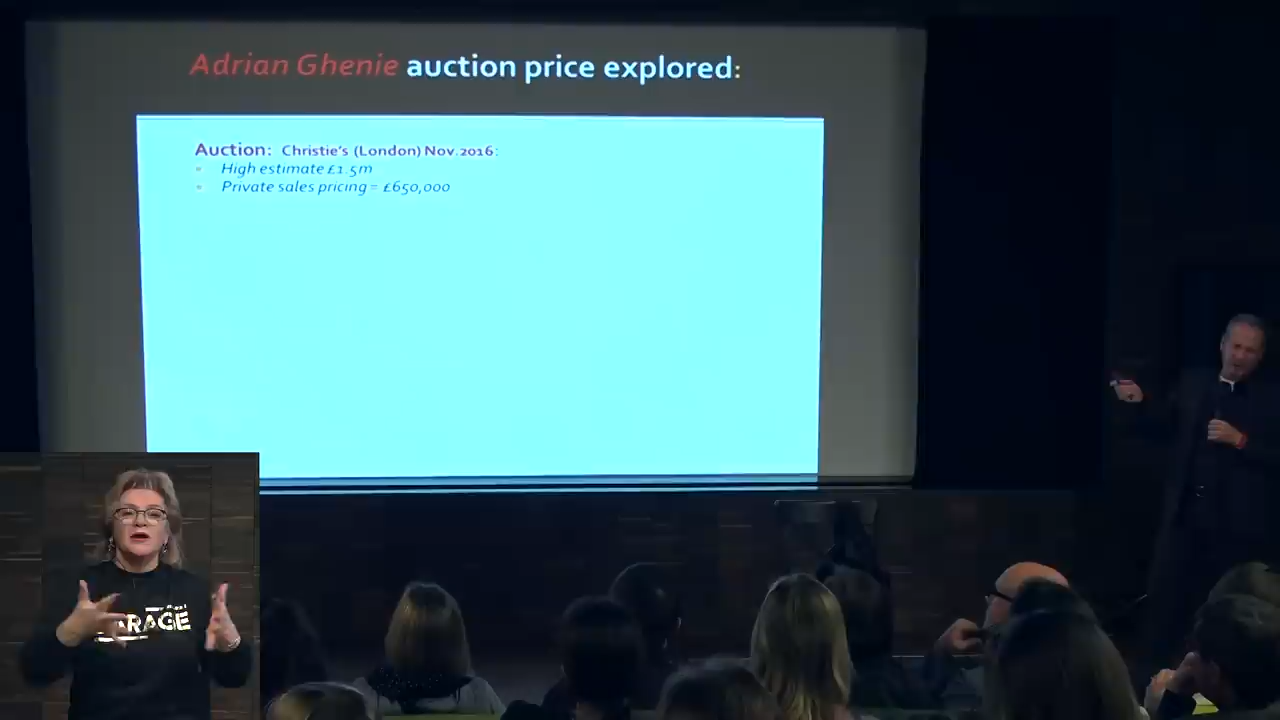 Adrian Ghenie auction price explored:
Auction: Christie's (London) Nov.2016:
High estimate £1.5m
Private sales pricing = £650,000
ARAGE